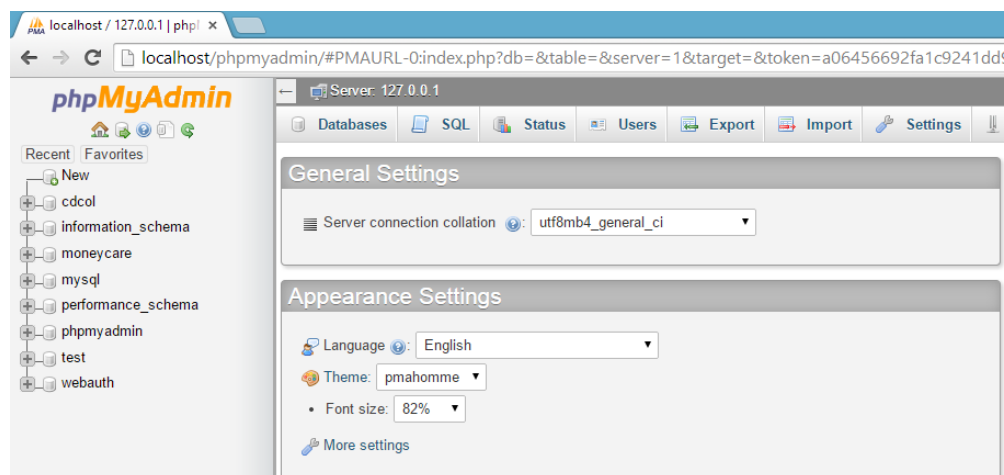 localhost / 127.0.0.1 | phpl
localhost/phpmyadmin/#PMAURL-0:index.php?db=&table=&server=1&target=&token=a06456692fa1c9241dd9
phpMyAdmin
Recent Favorites
New
cdcol
information_schema
moneycare
mysql
performance_schema
phpmyadmin
test
webauth
Server: 127.0.0.1
Databases SQL Status Users Export Import Settings
General Settings
Server connection collation : utf8mb4_general_ci
Appearance Settings
Language : English
Theme: pmahomme
• Font size: 82%
More settings